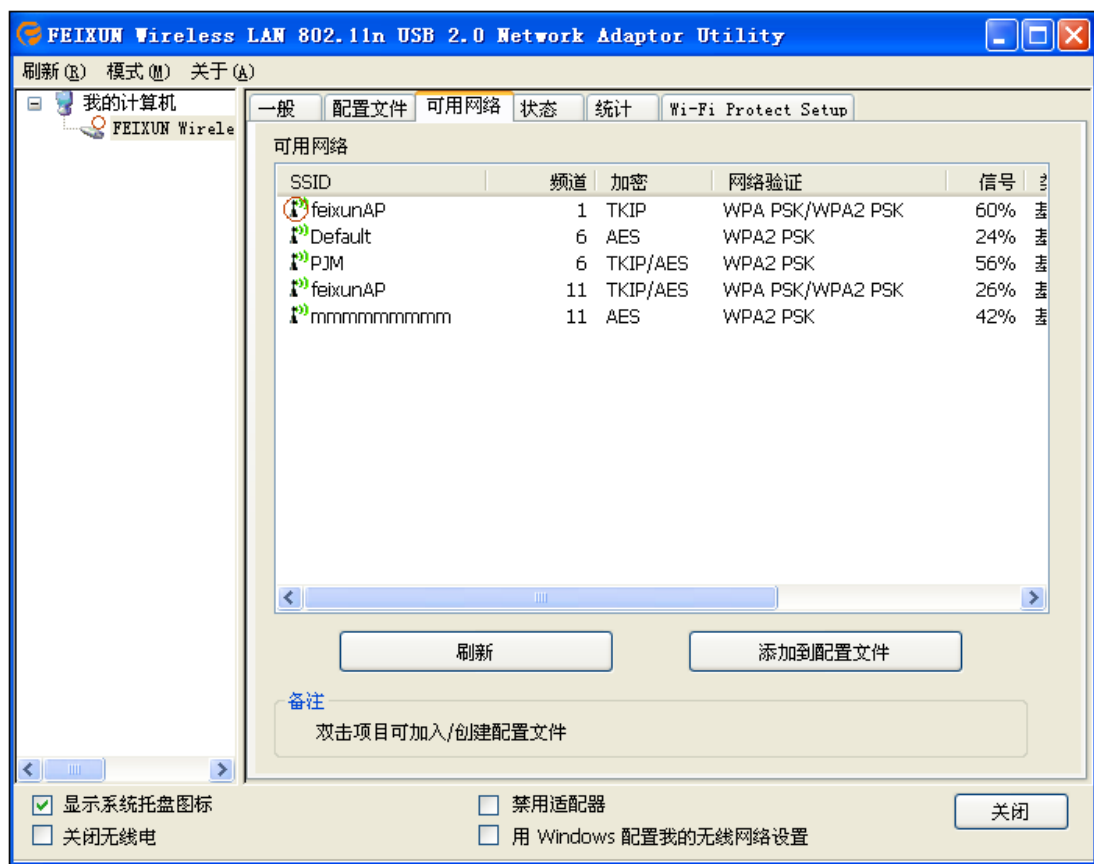 FEIXUN Wireless LAN 802.11n USB 2.0 Network Adaptor Utility
刷新(R) 模式(M) 关于(A)
我的计算机
FEIXUN Wirele
一般 配置文件 可用网络 状态 统计 Wi-Fi Protect Setup
可用网络
SSID 频道 加密 网络验证 信号
feixunAP 1 TKIP WPA PSK/WPA2 PSK 60%
Default 6 AES WPA2 PSK 24%
PJM 6 TKIP/AES WPA2 PSK 56%
feixunAP 11 TKIP/AES WPA PSK/WPA2 PSK 26%
mmmmmmmmm 11 AES WPA2 PSK 42%
刷新 添加到配置文件
备注
双击项目可加入/创建配置文件
显示系统托盘图标 禁用适配器 关闭
关闭无线电 用 Windows 配置我的无线网络设置